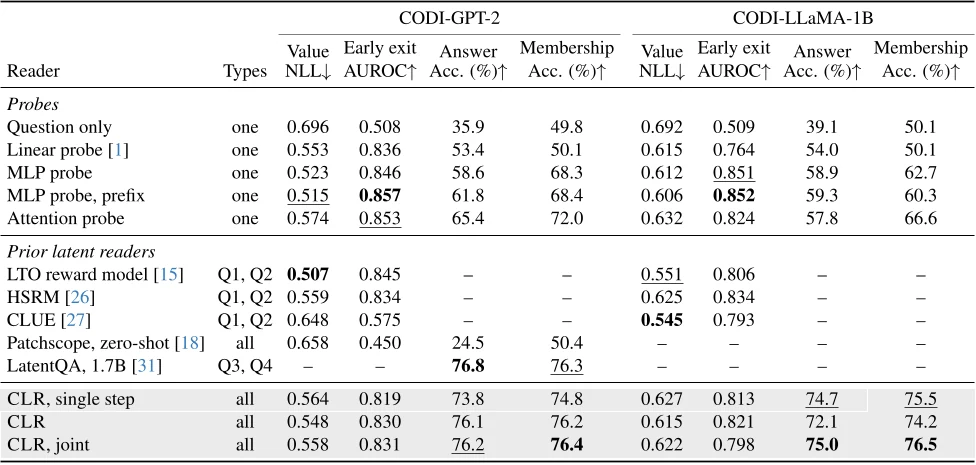 CODI-GPT-2 CODI-LLaMA-1B
Value Early exit Answer Membership Value Early exit Answer Membership
Reader Types NLL↓ AUROC↑ Acc. (%)↑ Acc. (%)↑ NLL↓ AUROC↑ Acc. (%)↑ Acc. (%)↑
Probes
Question only one 0.696 0.508 35.9 49.8 0.692 0.509 39.1 50.1
Linear probe [1] one 0.553 0.836 53.4 50.1 0.615 0.764 54.0 50.1
MLP probe one 0.523 0.846 58.6 68.3 0.612 0.851 58.9 62.7
MLP probe, prefix one 0.515 0.857 61.8 68.4 0.606 0.852 59.3 60.3
Attention probe one 0.574 0.853 65.4 72.0 0.632 0.824 57.8 66.6
Prior latent readers
LTO reward model [15] Q1, Q2 0.507 0.845 – – 0.551 0.806 – –
HSRM [26] Q1, Q2 0.559 0.834 – – 0.625 0.834 – –
CLUE [27] Q1, Q2 0.648 0.575 – – 0.545 0.793 – –
Patchscope, zero-shot [18] all 0.658 0.450 24.5 50.4 – – – –
LatentQA, 1.7B [31] Q3, Q4 – – 76.8 76.3 – – – –
CLR, single step all 0.564 0.819 73.8 74.8 0.627 0.813 74.7 75.5
CLR all 0.548 0.830 76.1 76.2 0.615 0.821 72.1 74.2
CLR, joint all 0.558 0.831 76.2 76.4 0.622 0.798 75.0 76.5